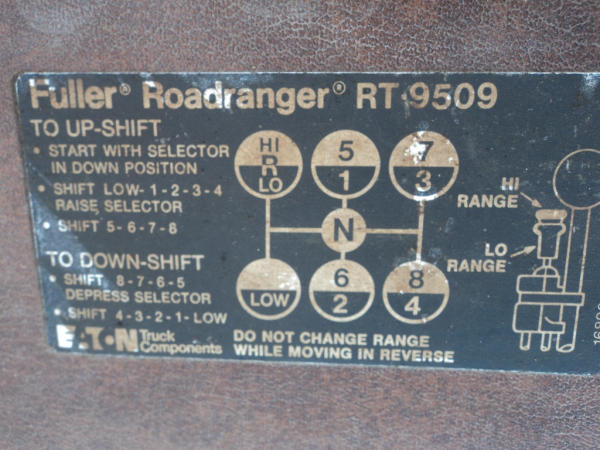 Fuller® Roadranger® RT-9509
TO UP-SHIFT
• START WITH SELECTOR
IN DOWN POSITION
• SHIFT LOW-1-2-3-4
RAISE SELECTOR
• SHIFT 5-6-7-8
TO DOWN-SHIFT
• SHIFT 8-7-6-5
DEPRESS SELECTOR
• SHIFT 4-3-2-1-LOW
EATON Truck
Components
HI
R
LO
5
1
7
3
N
LOW
6
2
8
4
DO NOT CHANGE RANGE
WHILE MOVING IN REVERSE
HI
RANGE
LO
RANGE